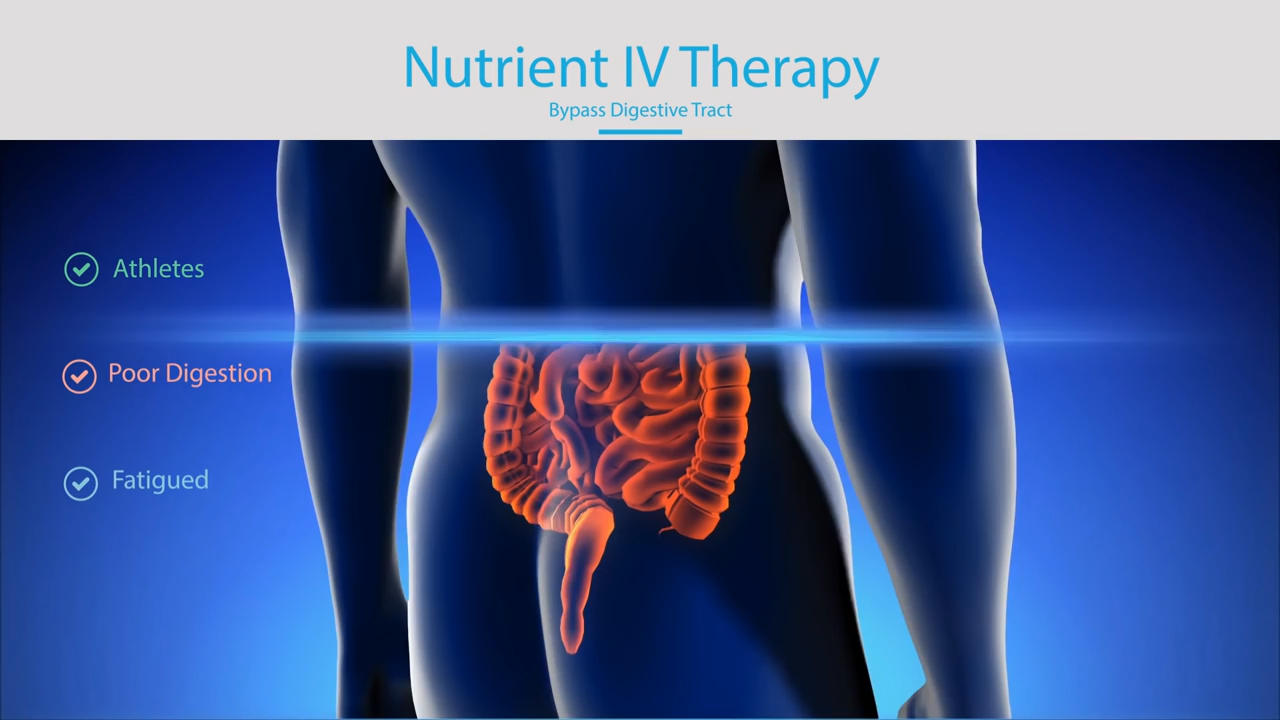 Nutrient IV Therapy
Bypass Digestive Tract
Athletes
Poor Digestion
Fatigued